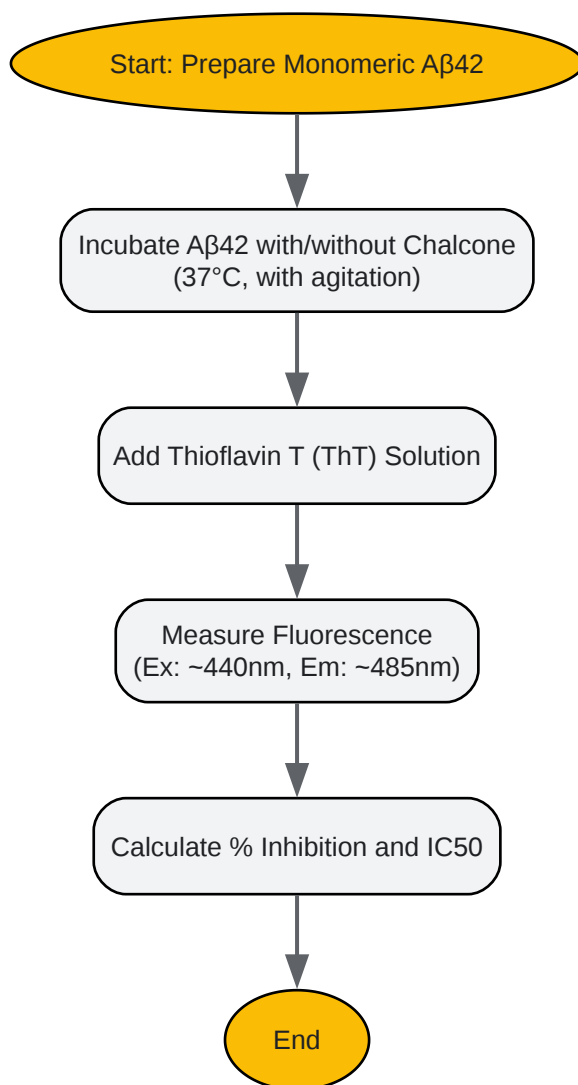 Start: Prepare Monomeric Aβ42
Incubate Aβ42 with/without Chalcone
(37°C, with agitation)
Add Thioflavin T (ThT) Solution
Measure Fluorescence
(Ex: ~440nm, Em: ~485nm)
Calculate % Inhibition and IC50
End